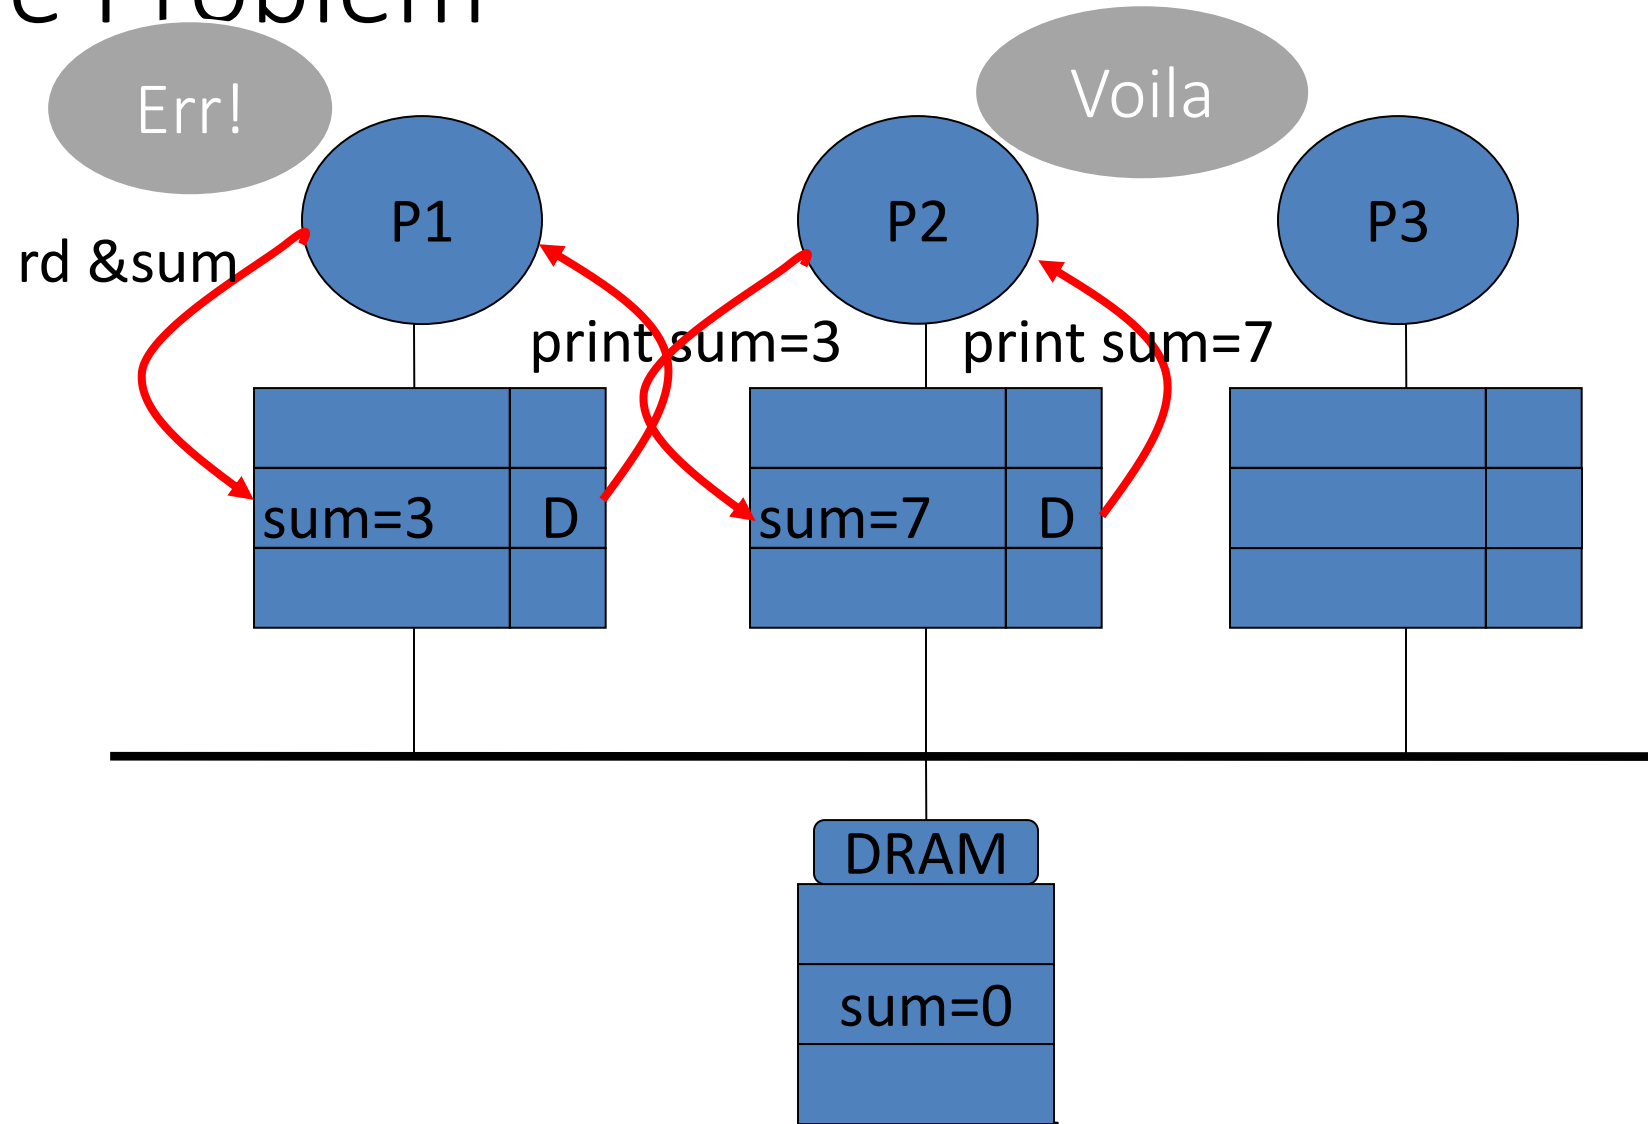 e Problem
Err!
Voila
P1
P2
P3
rd &sum
print sum=3
print sum=7
sum=3
D
sum=7
D
DRAM
sum=0